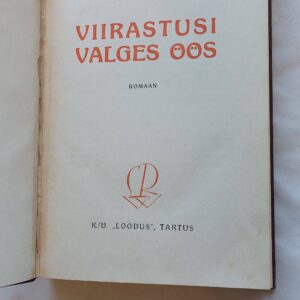 VIIRASTUSI
VALGES ÖÖS
ROMAAN
K/Ü. „LOODUS", TARTUS